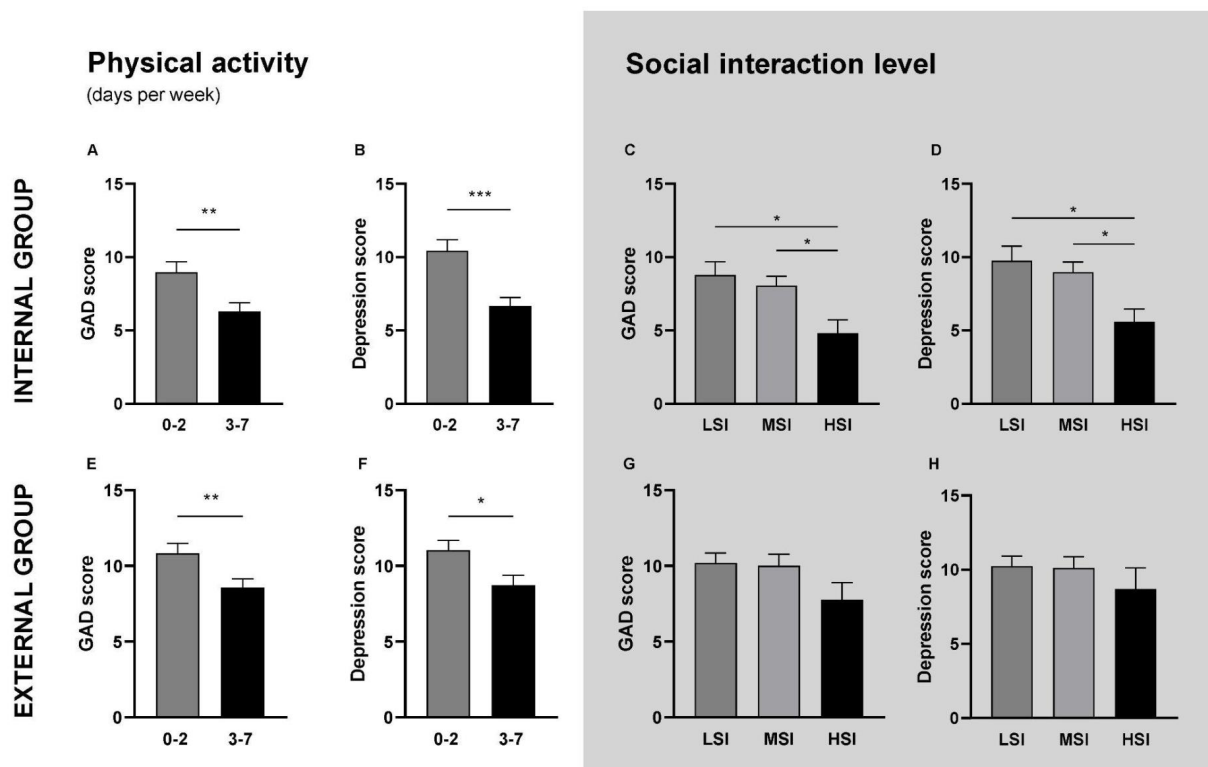 Physical activity
(days per week)
Social interaction level
INTERNAL GROUP
A
GAD score
15
10
5
0
**
0-2 3-7
B
Depression score
15
10
5
0
***
0-2 3-7
C
GAD score
15
10
5
0
*
*
LSI MSI HSI
D
Depression score
15
10
5
0
*
*
LSI MSI HSI
EXTERNAL GROUP
E
GAD score
15
10
5
0
**
0-2 3-7
F
Depression score
15
10
5
0
*
0-2 3-7
G
GAD score
15
10
5
0
LSI MSI HSI
H
Depression score
15
10
5
0
LSI MSI HSI